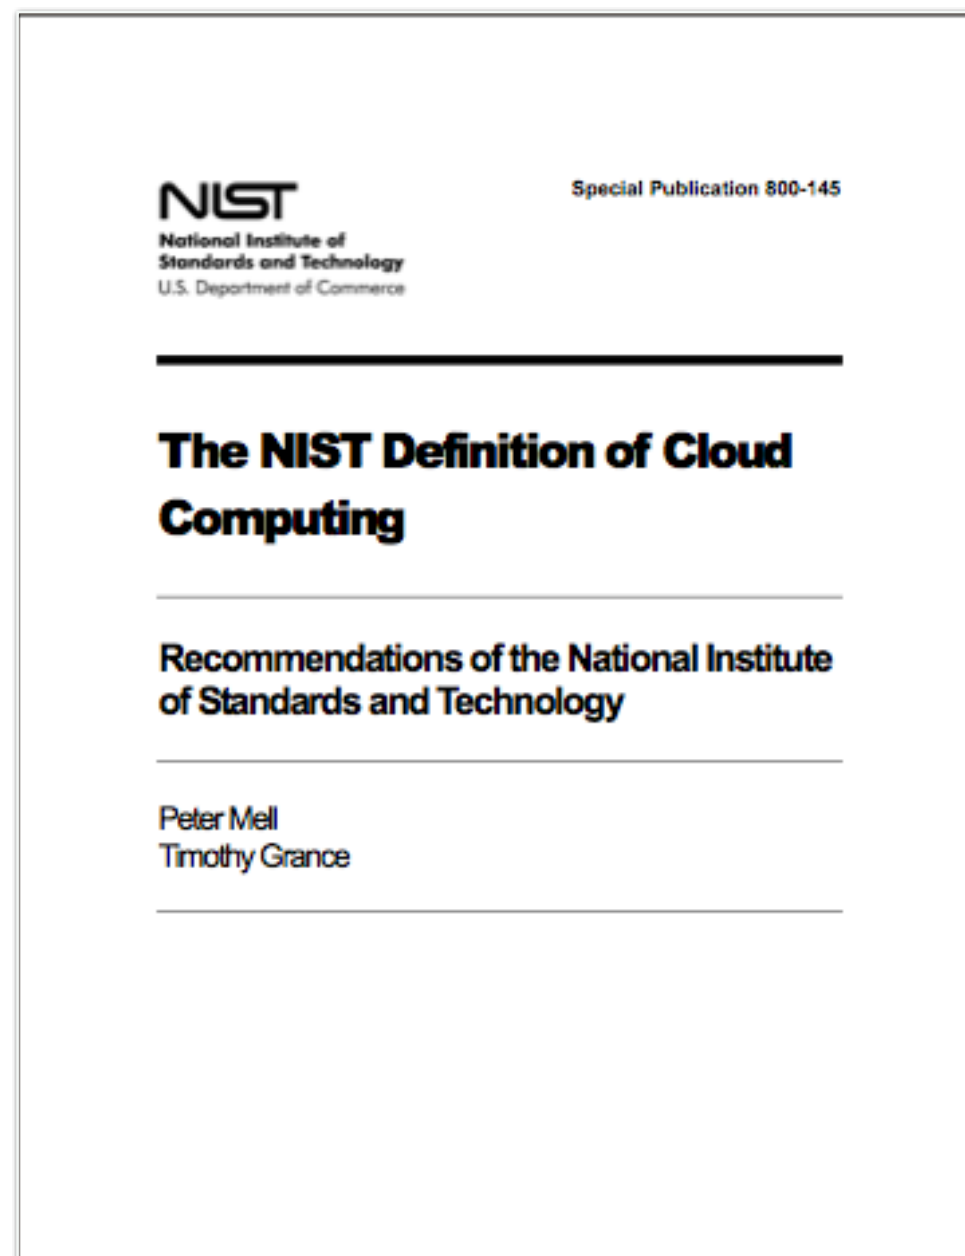 NIST
Special Publication 800-145
National Institute of
Standards and Technology
U.S. Department of Commerce
The NIST Definition of Cloud
Computing
Recommendations of the National Institute
of Standards and Technology
Peter Mell
Timothy Grance